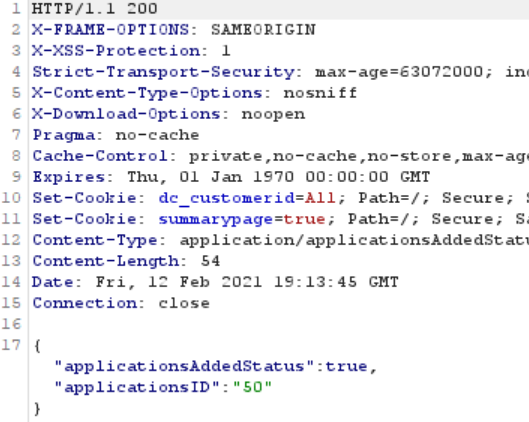 1 HTTP/1.1 200
2 X-FRAME-OPTIONS: SAMEORIGIN
3 X-XSS-Protection: 1
4 Strict-Transport-Security: max-age=63072000; inc
5 X-Content-Type-Options: nosniff
6 X-Download-Options: noopen
7 Pragma: no-cache
8 Cache-Control: private,no-cache,no-store,max-age
9 Expires: Thu, 01 Jan 1970 00:00:00 GMT
10 Set-Cookie: dc_customerid=All; Path=/; Secure; S
11 Set-Cookie: summarypage=true; Path=/; Secure; Sa
12 Content-Type: application/applicationsAddedStatu
13 Content-Length: 54
14 Date: Fri, 12 Feb 2021 19:13:45 GMT
15 Connection: close
16
17 {
"applicationsAddedStatus":true,
"applicationsID":"50"
}